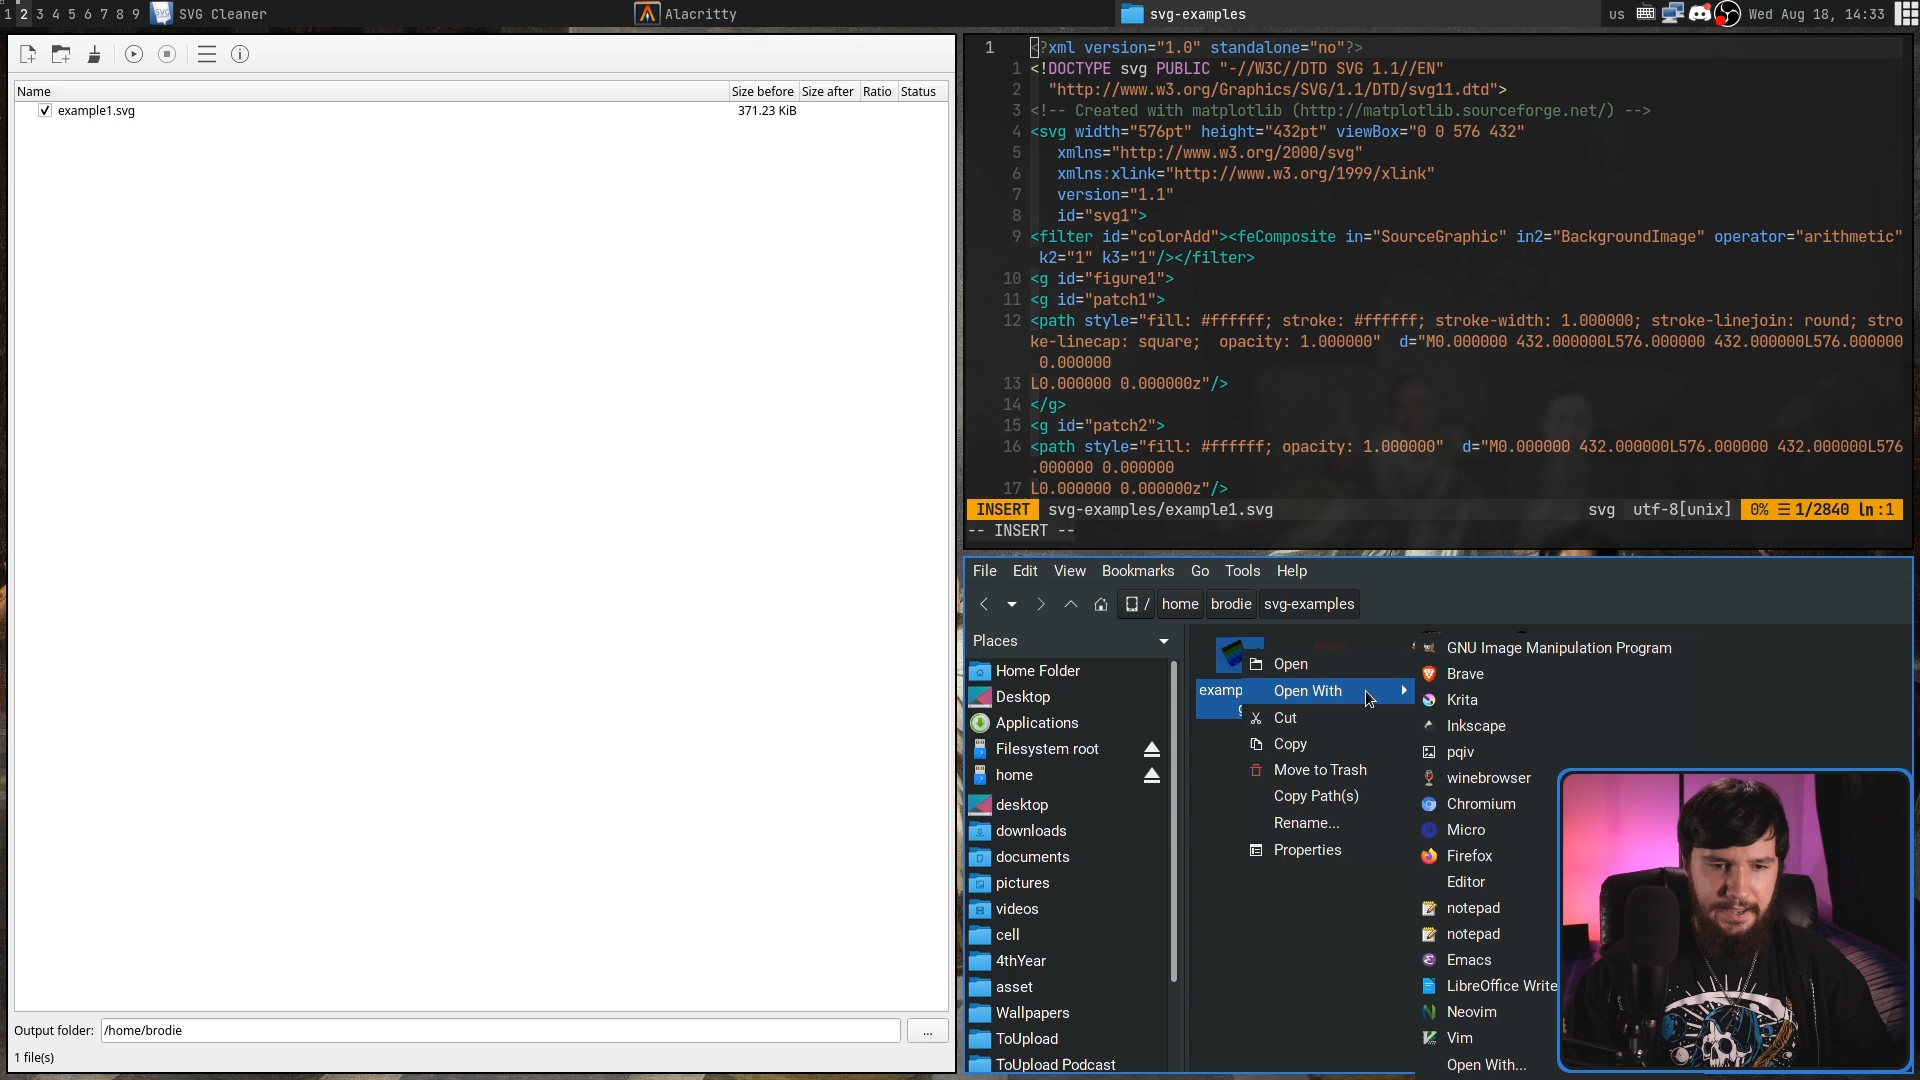 1 2 3 4 5 6 7 8 9 SVG Cleaner
Alacritty
svg-examples
us Wed Aug 18, 14:33
Name Size before Size after Ratio Status
example1.svg 371.23 KiB
Output folder: /home/brodie ...
1 file(s)
1 <?xml version="1.0" standalone="no"?>
1 <!DOCTYPE svg PUBLIC "-//W3C//DTD SVG 1.1//EN"
2 "http://www.w3.org/Graphics/SVG/1.1/DTD/svg11.dtd">
3 <!-- Created with matplotlib (http://matplotlib.sourceforge.net/) -->
4 <svg width="576pt" height="432pt" viewBox="0 0 576 432"
5 xmlns="http://www.w3.org/2000/svg"
6 xmlns:xlink="http://www.w3.org/1999/xlink"
7 version="1.1"
8 id="svg1">
9 <filter id="colorAdd"><feComposite in="SourceGraphic" in2="BackgroundImage" operator="arithmetic"
k2="1" k3="1"/></filter>
10 <g id="figure1">
11 <g id="patch1">
12 <path style="fill: #ffffff; stroke: #ffffff; stroke-width: 1.000000; stroke-linejoin: round; stro
ke-linecap: square;  opacity: 1.000000"  d="M0.000000 432.000000L576.000000 432.000000L576.000000
0.000000
13 L0.000000 0.000000z"/>
14 </g>
15 <g id="patch2">
16 <path style="fill: #ffffff; opacity: 1.000000"  d="M0.000000 432.000000L576.000000 432.000000L576
.000000 0.000000
17 L0.000000 0.000000z"/>
INSERT svg-examples/example1.svg svg utf-8[unix] 0% ☰ 1/2840 ln :1
-- INSERT --
File Edit View Bookmarks Go Tools Help
/ home brodie svg-examples
Places
Home Folder
Desktop
Applications
Filesystem root
home
desktop
downloads
documents
pictures
videos
cell
4thYear
asset
Wallpapers
ToUpload
ToUpload Podcast
examp
Open
Open With
Cut
Copy
Move to Trash
Copy Path(s)
Rename...
Properties
GNU Image Manipulation Program
Brave
Krita
Inkscape
pqiv
winebrowser
Chromium
Micro
Firefox
Editor
notepad
notepad
Emacs
LibreOffice Write
Neovim
Vim
Open With...